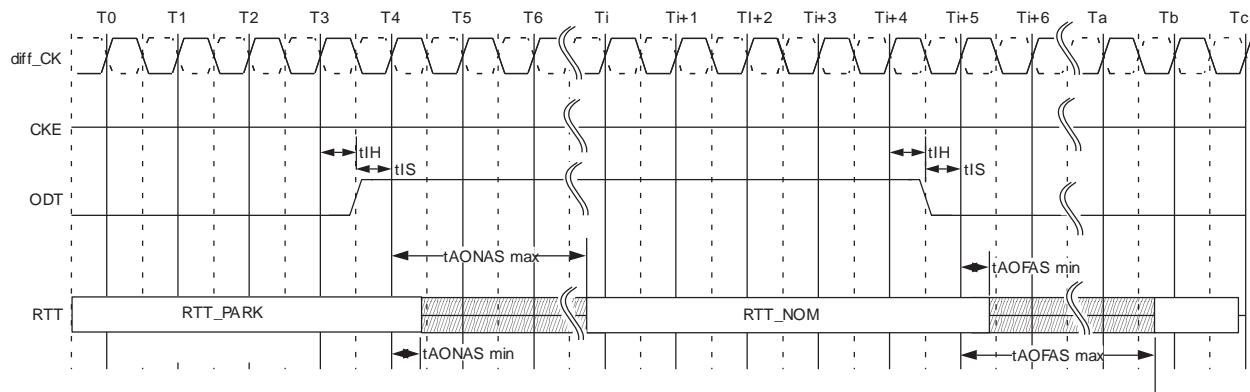 T0 T1 T2 T3 T4 T5 T6 Ti Ti+1 TI+2 Ti+3 Ti+4 Ti+5 Ti+6 Ta Tb Tc
diff_CK
CKE
tIH tIH
tIS tIS
ODT
tAONAS max
tAOFAS min
RTT RTT_PARK RTT_NOM
tAONAS min
tAOFAS max